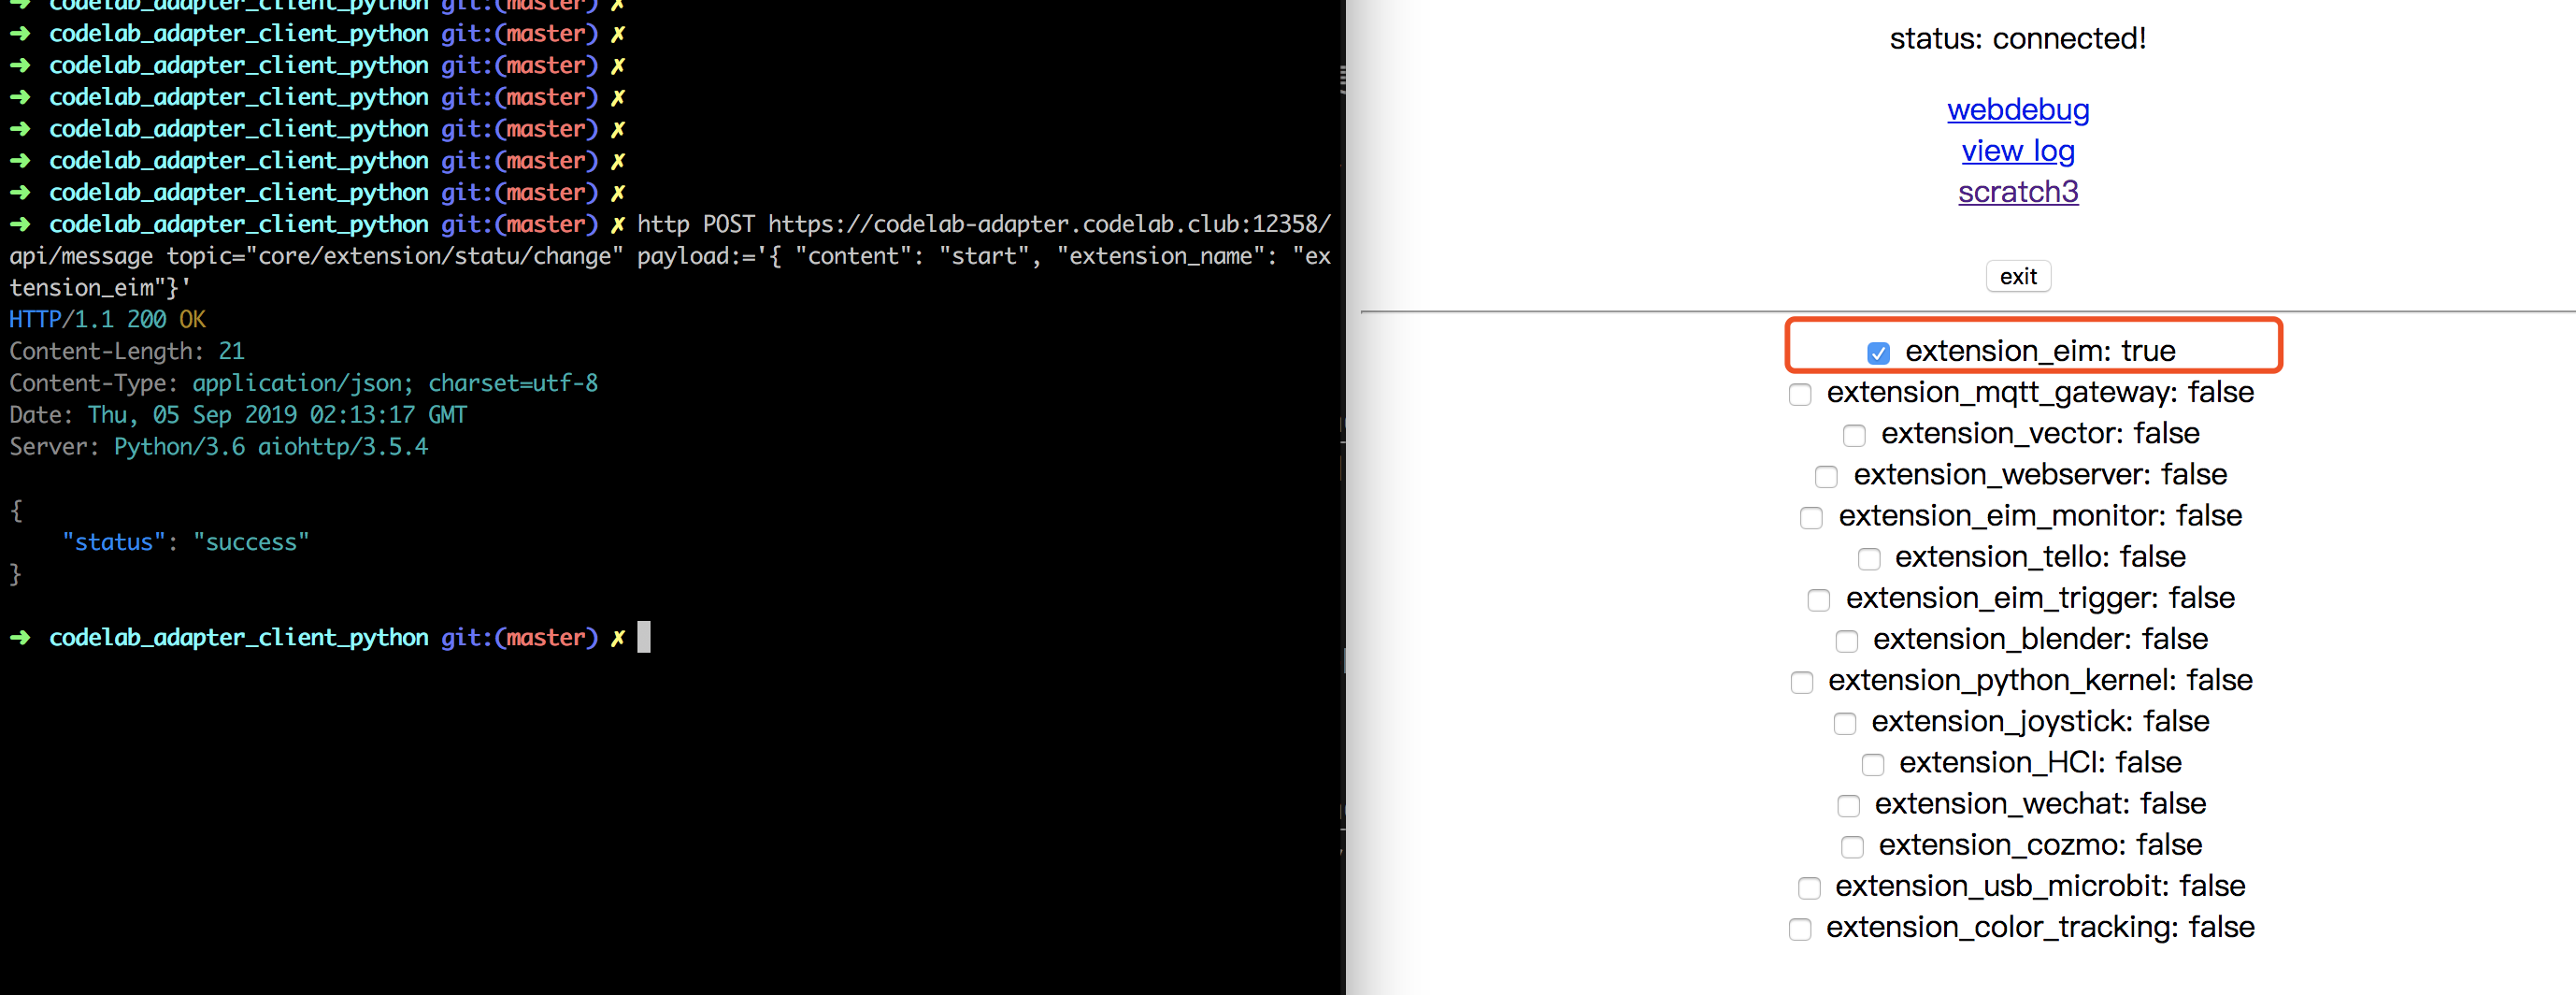 ➜ codelab_adapter_client_python git:(master) ✗
➜ codelab_adapter_client_python git:(master) ✗
➜ codelab_adapter_client_python git:(master) ✗
➜ codelab_adapter_client_python git:(master) ✗
➜ codelab_adapter_client_python git:(master) ✗
➜ codelab_adapter_client_python git:(master) ✗
➜ codelab_adapter_client_python git:(master) ✗
➜ codelab_adapter_client_python git:(master) ✗ http POST https://codelab-adapter.codelab.club:12358/
api/message topic="core/extension/statu/change" payload:='{ "content": "start", "extension_name": "ex
tension_eim"}'
HTTP/1.1 200 OK
Content-Length: 21
Content-Type: application/json; charset=utf-8
Date: Thu, 05 Sep 2019 02:13:17 GMT
Server: Python/3.6 aiohttp/3.5.4
{
    "status": "success"
}
➜ codelab_adapter_client_python git:(master) ✗
status: connected!
webdebug
view log
scratch3
exit
extension_eim: true
extension_mqtt_gateway: false
extension_vector: false
extension_webserver: false
extension_eim_monitor: false
extension_tello: false
extension_eim_trigger: false
extension_blender: false
extension_python_kernel: false
extension_joystick: false
extension_HCI: false
extension_wechat: false
extension_cozmo: false
extension_usb_microbit: false
extension_color_tracking: false